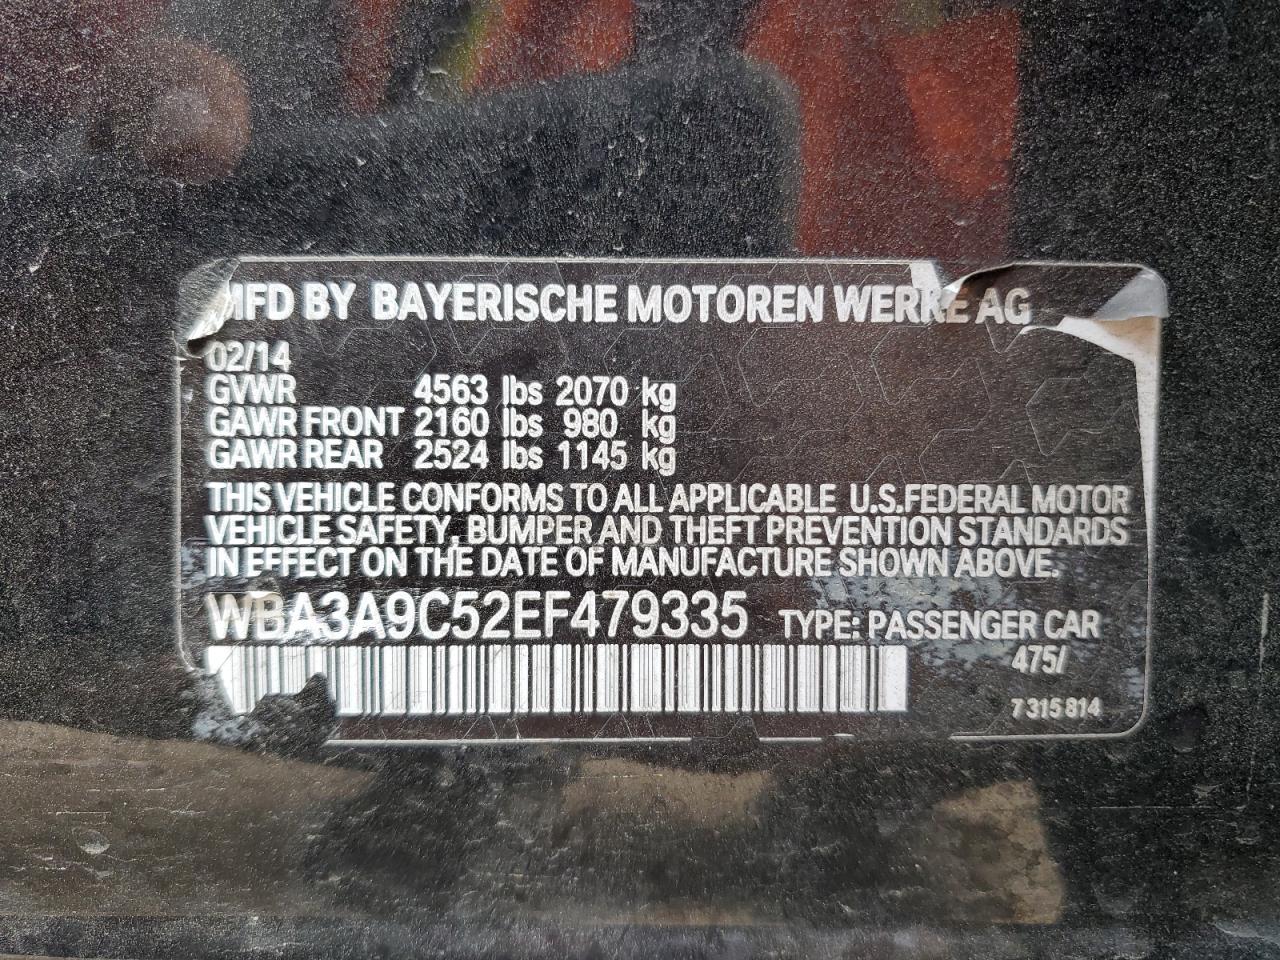 MFD BY BAYERISCHE MOTOREN WERKE AG
02/14
GVWR 4563 lbs 2070 kg
GAWR FRONT 2160 lbs 980 kg
GAWR REAR 2524 lbs 1145 kg
THIS VEHICLE CONFORMS TO ALL APPLICABLE U.S.FEDERAL MOTOR
VEHICLE SAFETY, BUMPER AND THEFT PREVENTION STANDARDS
IN EFFECT ON THE DATE OF MANUFACTURE SHOWN ABOVE.
WBA3A9C52EF479335 TYPE: PASSENGER CAR
475/
7 315 814